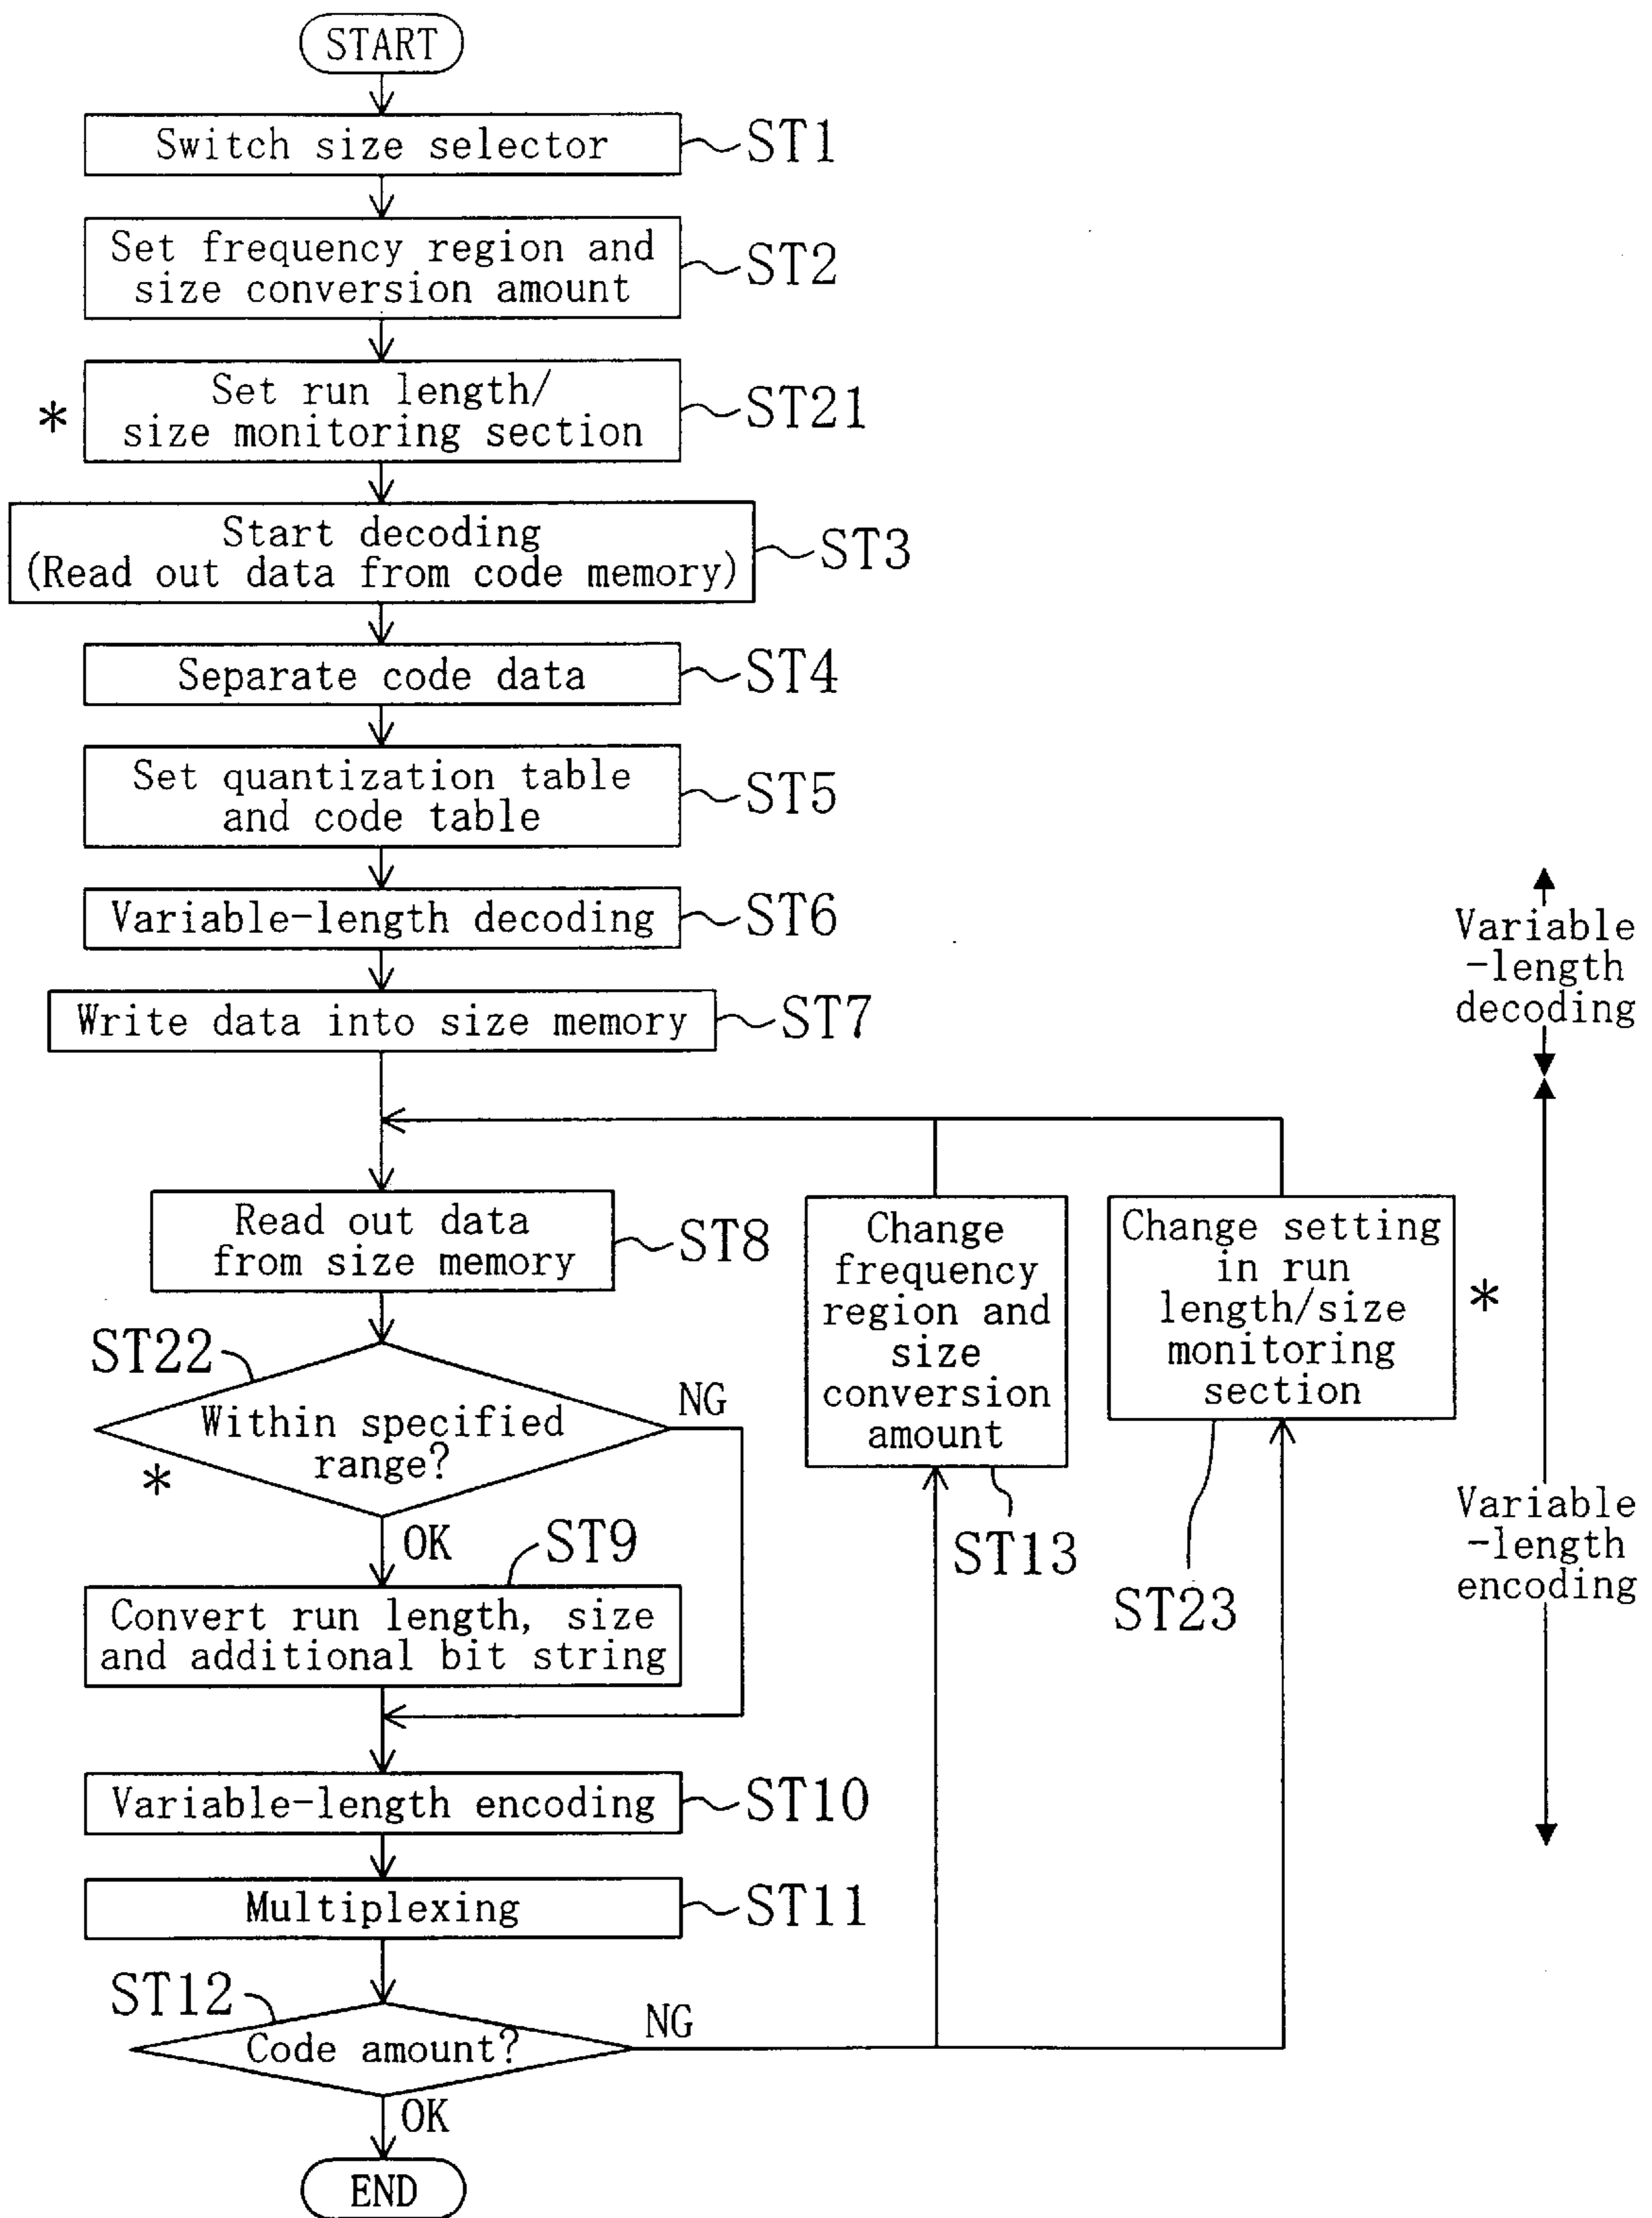 START
Switch size selector
ST1
Set frequency region and
size conversion amount
ST2
*
Set run length/
size monitoring section
ST21
Start decoding
(Read out data from code memory)
ST3
Separate code data
ST4
Set quantization table
and code table
ST5
Variable-length decoding
ST6
Write data into size memory
ST7
Variable
-length
decoding
Read out data
from size memory
ST8
Change
frequency
region and
size
conversion
amount
ST13
Change setting
in run
length/size
monitoring
section
*
ST23
ST22
Within specified
range?
*
NG
OK
ST9
Convert run length, size
and additional bit string
Variable
-length
encoding
Variable-length encoding
ST10
Multiplexing
ST11
ST12
Code amount?
NG
OK
END